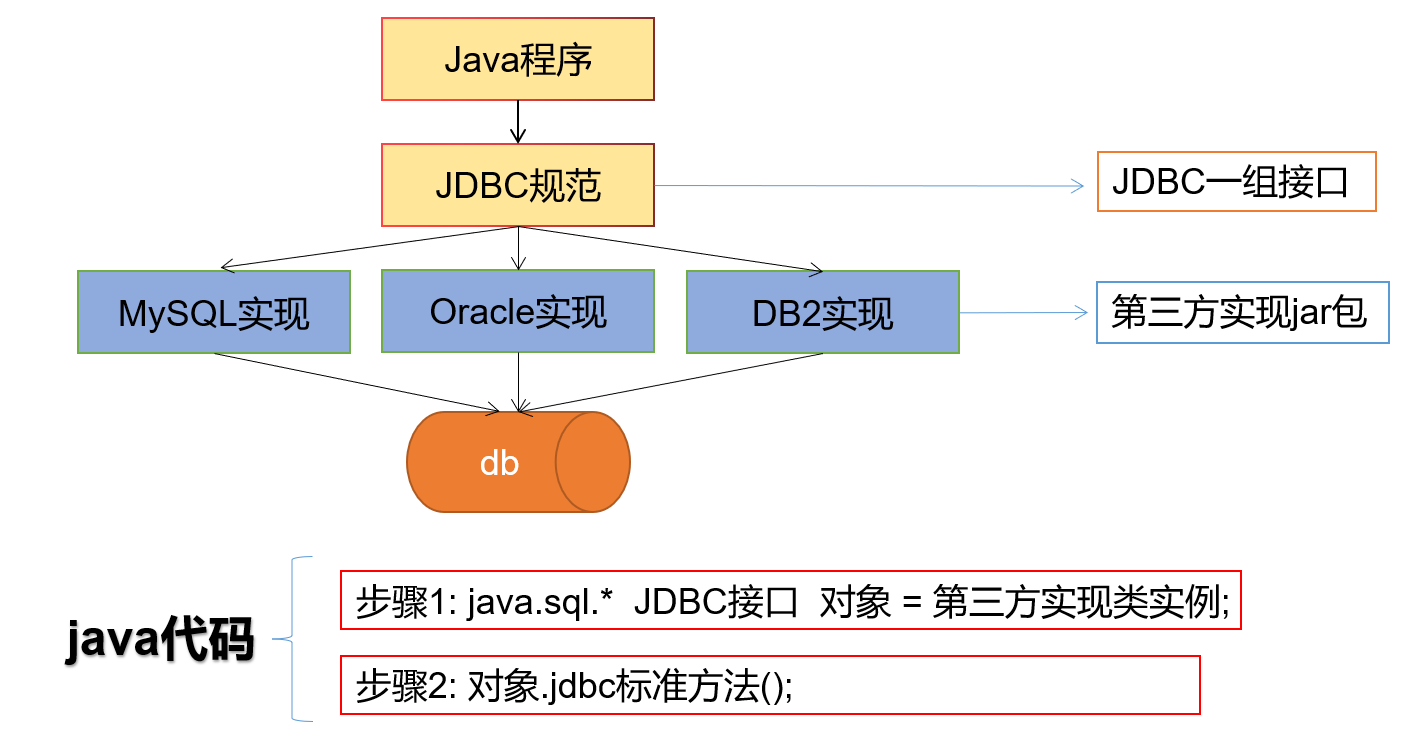 Java程序
JDBC规范
JDBC一组接口
MySQL实现
Oracle实现
DB2实现
第三方实现jar包
db
java代码
步骤1: java.sql.* JDBC接口 对象 = 第三方实现类实例;
步骤2: 对象.jdbc标准方法();